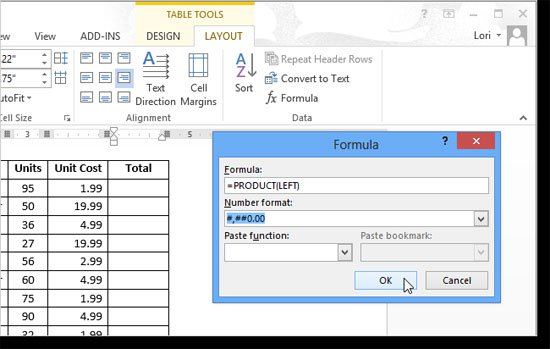 TABLE TOOLS
?
View ADD-INS DESIGN LAYOUT Lori
.22"
.75"
Text Direction
Cell Margins
Sort
Repeat Header Rows
Convert to Text
fx Formula
AutoFit
Cell Size Alignment Data
3 5
Units Unit Cost Total
95 1.99
50 19.99
36 4.99
27 19.99
56 2.99
60 4.99
75 1.99
90 4.99
32 1.99
Formula ?
Formula:
=PRODUCT(LEFT)
Number format:
#,##0.00
Paste function: Paste bookmark:
OK Cancel